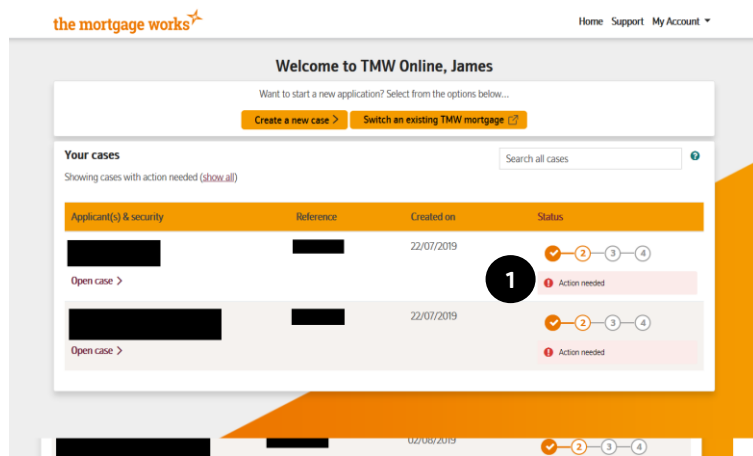 the mortgage works
Home Support My Account
Welcome to TMW Online, James
Want to start a new application? Select from the options below...
Create a new case > Switch an existing TMW mortgage
Your cases
Search all cases ?
Showing cases with action needed (show all)
Applicant(s) & security Reference Created on Status
22/07/2019 2 3 4
Open case > 1 ! Action needed
22/07/2019 2 3 4
Open case > ! Action needed
02/08/2019 2 3 4